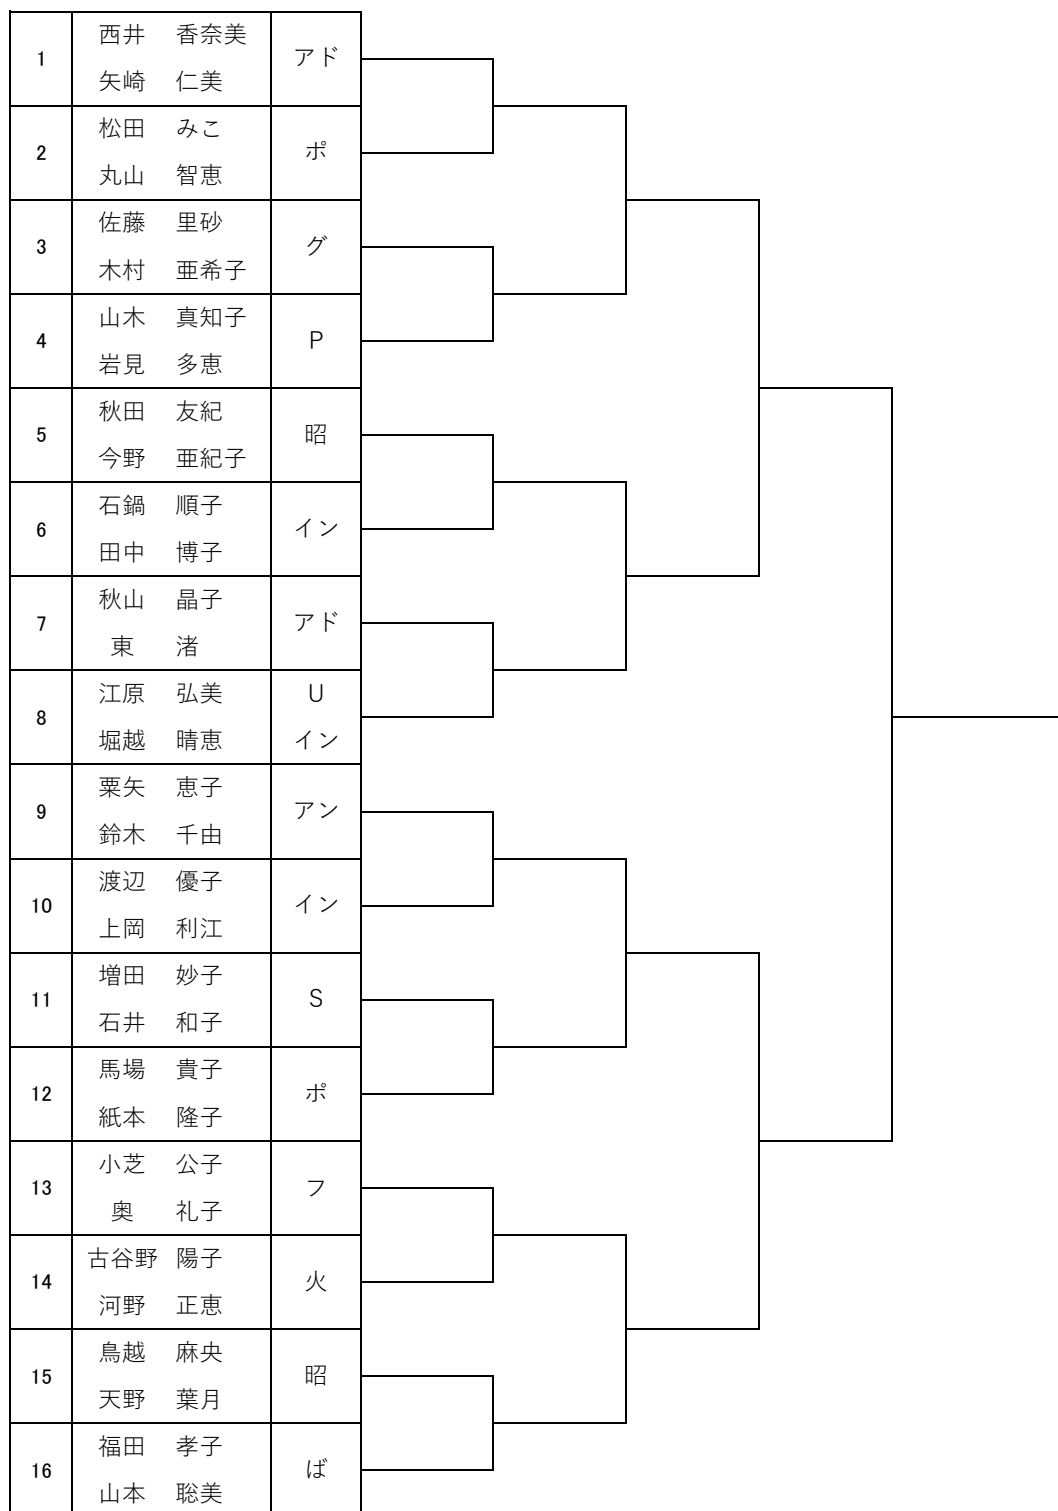 1 西井 香奈美 アド
矢崎 仁美
2 松田 みこ ポ
丸山 智恵
3 佐藤 里砂 グ
木村 亜希子
4 山木 真知子 P
岩見 多恵
5 秋田 友紀 昭
今野 亜紀子
6 石鍋 順子 イン
田中 博子
7 秋山 晶子 アド
東 渚
8 江原 弘美 U
堀越 晴恵 イン
9 粟矢 恵子 アン
鈴木 千由
10 渡辺 優子 イン
上岡 利江
11 増田 妙子 S
石井 和子
12 馬場 貴子 ポ
紙本 隆子
13 小芝 公子 フ
奥 礼子
14 古谷野 陽子 火
河野 正恵
15 鳥越 麻央 昭
天野 葉月
16 福田 孝子 ば
山本 聡美